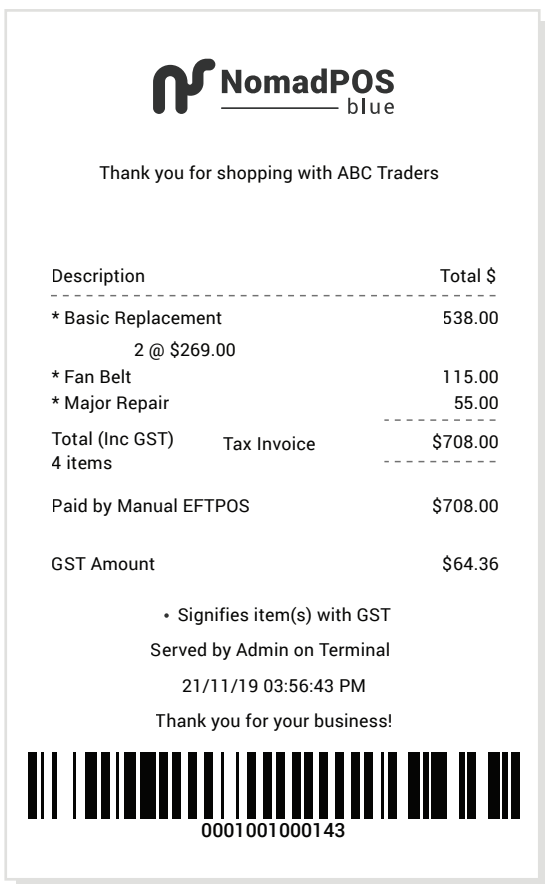 NomadPOS
blue
Thank you for shopping with ABC Traders
Description Total $
* Basic Replacement 538.00
2 @ $269.00
* Fan Belt 115.00
* Major Repair 55.00
Total (Inc GST) Tax Invoice $708.00
4 items
Paid by Manual EFTPOS $708.00
GST Amount $64.36
• Signifies item(s) with GST
Served by Admin on Terminal
21/11/19 03:56:43 PM
Thank you for your business!
0001001000143